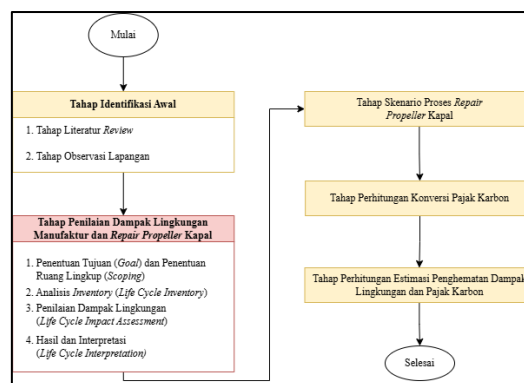 Mulai
Tahap Identifikasi Awal
1. Tahap Literatur Review
2. Tahap Observasi Lapangan
Tahap Penilaian Dampak Lingkungan
Manufaktur dan Repair Propeller Kapal
1. Penentuan Tujuan (Goal) dan Penentuan
Ruang Lingkup (Scoping)
2. Analisis Inventory (Life Cycle Inventory)
3. Penilaian Dampak Lingkungan
(Life Cycle Impact Assessment)
4. Hasil dan Interpretasi
(Life Cycle Interpretation)
Tahap Skenario Proses Repair
Propeller Kapal
Tahap Perhitungan Konversi Pajak Karbon
Tahap Perhitungan Estimasi Penghematan Dampak
Lingkungan dan Pajak Karbon
Selesai